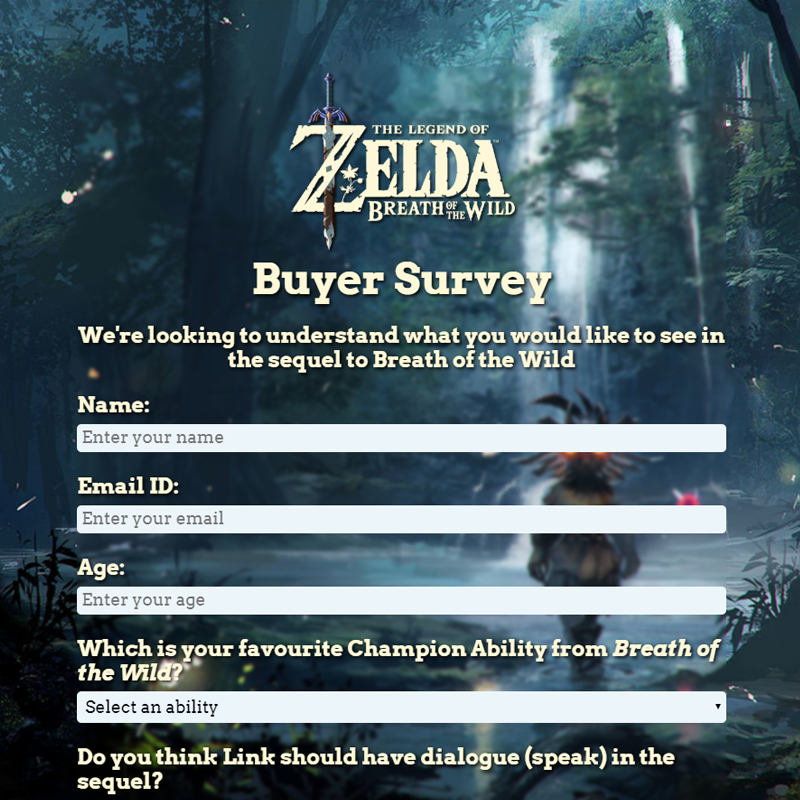 THE LEGEND OF
ZELDA
BREATH OF THE WILD
Buyer Survey
We're looking to understand what you would like to see in
the sequel to Breath of the Wild
Name:
Enter your name
Email ID:
Enter your email
Age:
Enter your age
Which is your favourite Champion Ability from Breath of
the Wild?
Select an ability
Do you think Link should have dialogue (speak) in the
sequel?